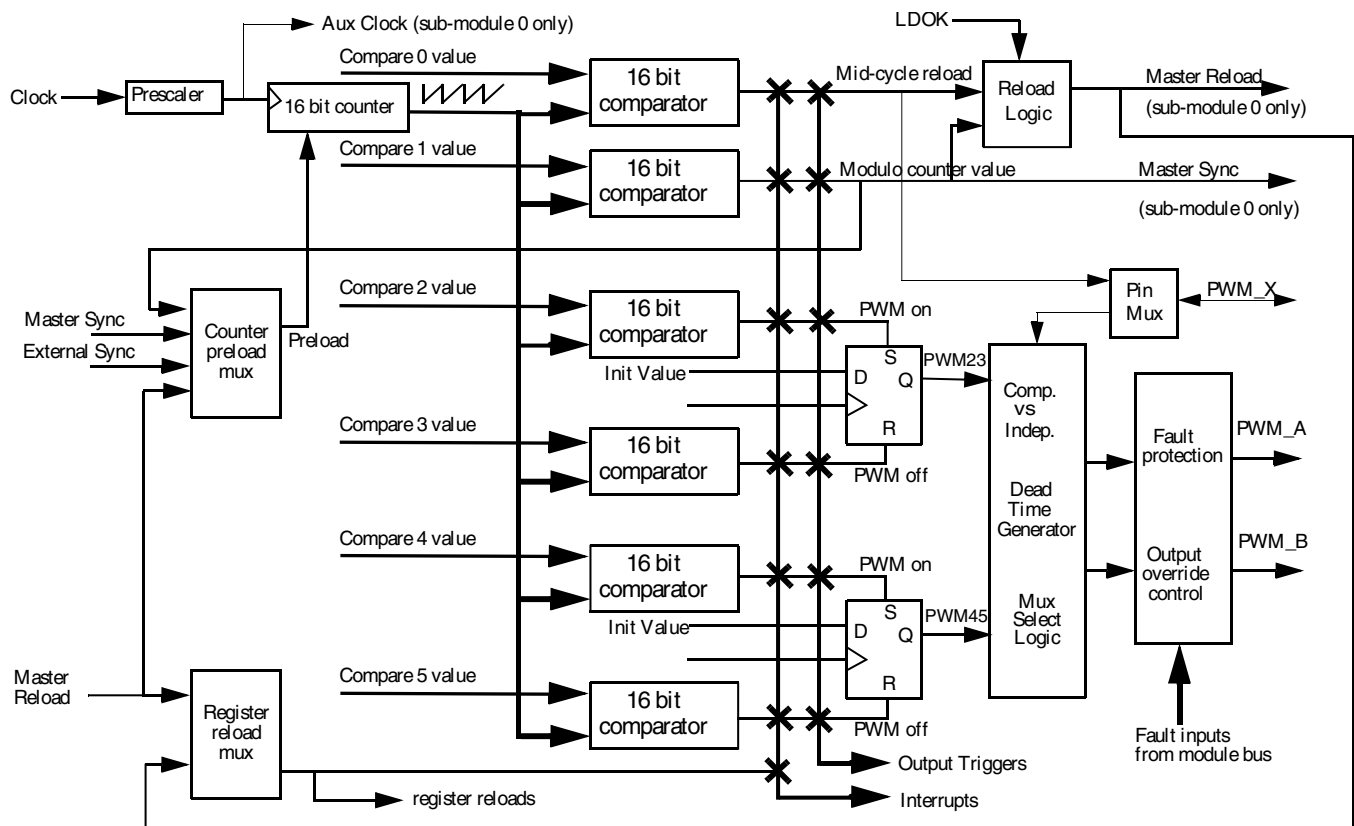 Aux Clock (sub-module 0 only)
LDOK
Compare 0 value
Clock
Prescaler
16 bit counter
16 bit
comparator
Mid-cycle reload
Reload
Logic
Master Reload
(sub-module 0 only)
Compare 1 value
16 bit
comparator
Modulo counter value
Master Sync
(sub-module 0 only)
Compare 2 value
16 bit
comparator
PWM on
Pin
Mux
PWM_X
Master Sync
External Sync
Counter
preload
mux
Preload
Init Value
S
D
Q
R
PWM23
Compare 3 value
16 bit
comparator
PWM off
Comp.
vs
Indep.
Dead
Time
Generator
Mux
Select
Logic
Fault
protection
Output
override
control
PWM_A
PWM_B
Compare 4 value
16 bit
comparator
PWM on
Init Value
S
D
Q
R
PWM45
Compare 5 value
16 bit
comparator
PWM off
Master
Reload
Register
reload
mux
Fault inputs
from module bus
Output Triggers
register reloads
Interrupts